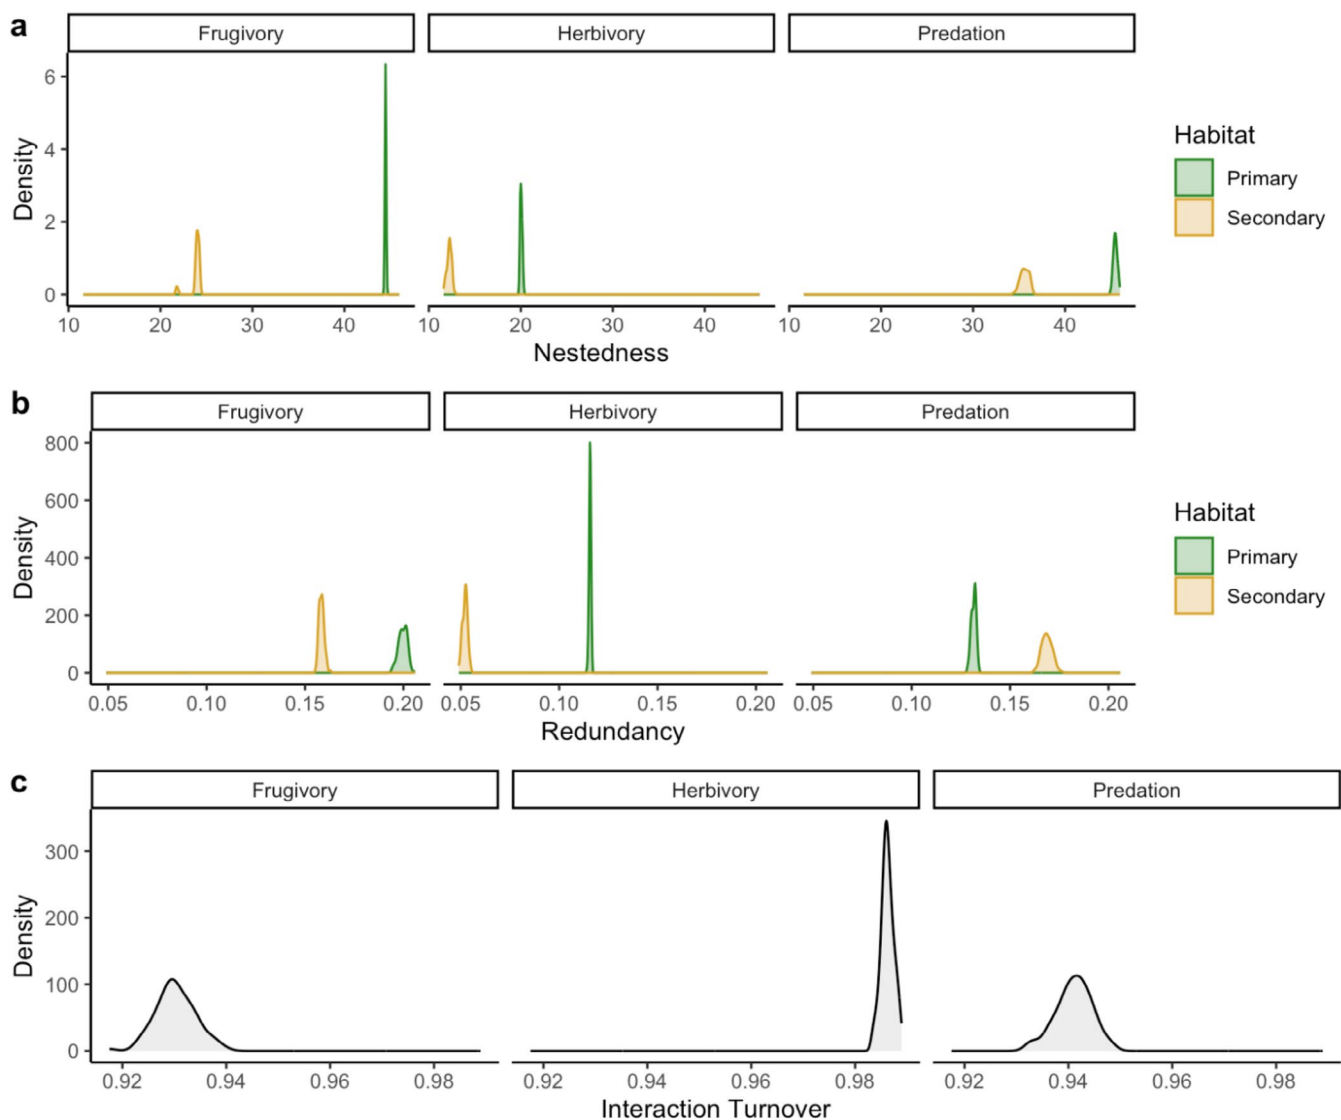 a
Frugivory Herbivory Predation
6
4
2
0
Density
10 20 30 40 10 20 30 40 10 20 30 40
Nestedness
Habitat
Primary
Secondary
b
Frugivory Herbivory Predation
800
600
400
200
0
Density
0.05 0.10 0.15 0.20 0.05 0.10 0.15 0.20 0.05 0.10 0.15 0.20
Redundancy
Habitat
Primary
Secondary
c
Frugivory Herbivory Predation
300
200
100
0
Density
0.92 0.94 0.96 0.98 0.92 0.94 0.96 0.98 0.92 0.94 0.96 0.98
Interaction Turnover